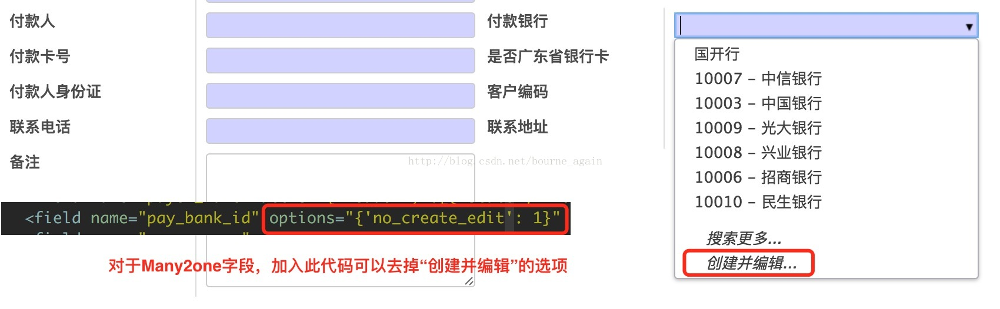 付款人
付款银行
付款卡号
是否广东省银行卡
付款人身份证
客户编码
联系电话
联系地址
备注
国开行
10007 - 中信银行
10003 - 中国银行
10009 - 光大银行
10008 - 兴业银行
10006 - 招商银行
10010 - 民生银行
搜索更多...
创建并编辑...
http://blog.csdn.net/bourne_again
<field name="pay_bank_id" options="{'no_create_edit': 1}"
对于Many2one字段，加入此代码可以去掉“创建并编辑”的选项